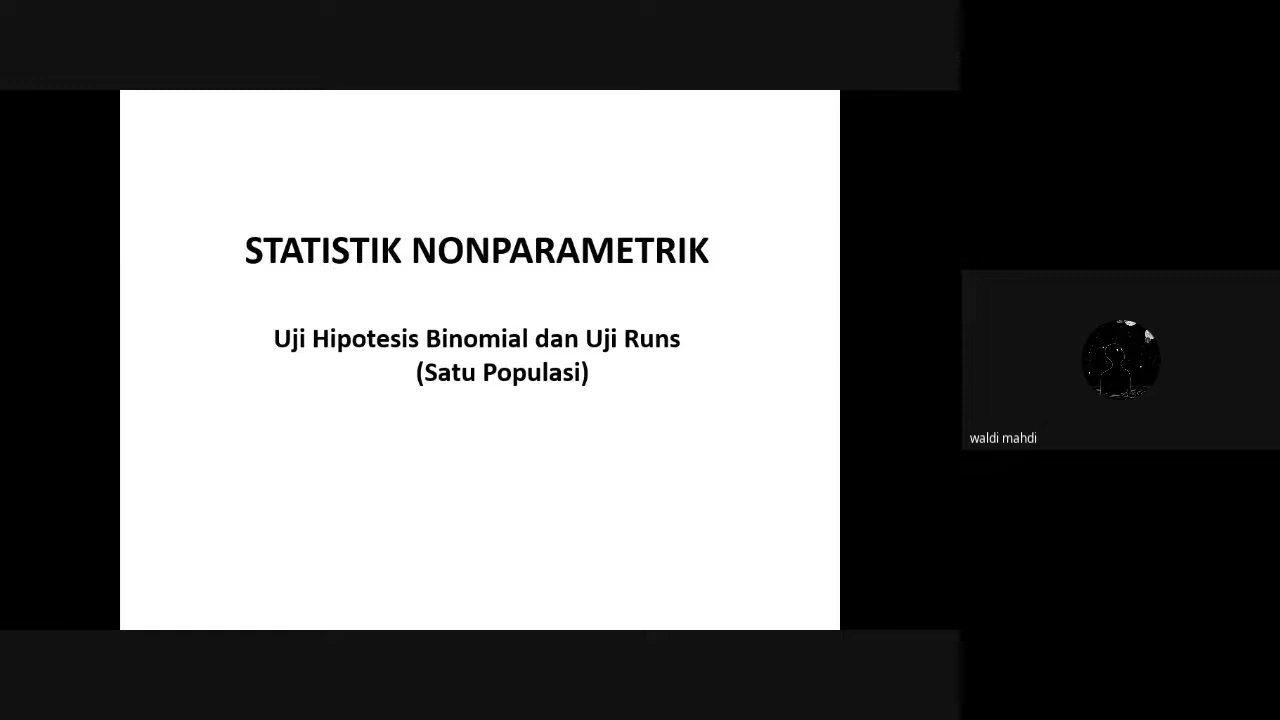 STATISTIK NONPARAMETRIK
Uji Hipotesis Binomial dan Uji Runs
(Satu Populasi)
waldi mahdi